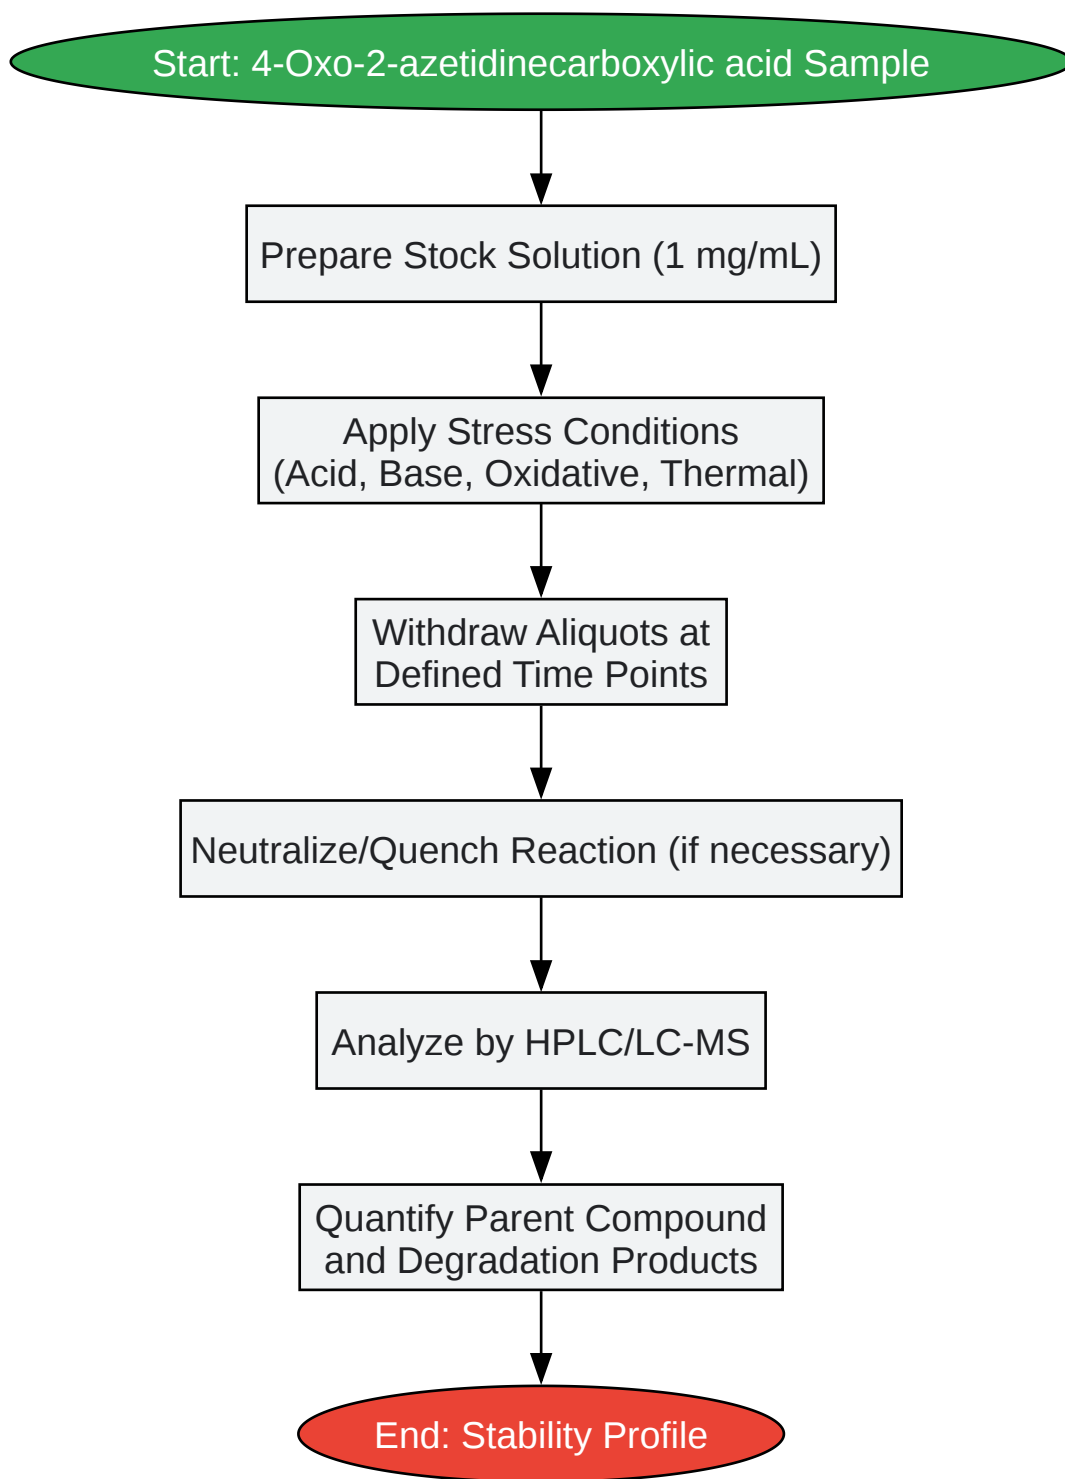 Start: 4-Oxo-2-azetidinecarboxylic acid Sample
Prepare Stock Solution (1 mg/mL)
Apply Stress Conditions
(Acid, Base, Oxidative, Thermal)
Withdraw Aliquots at
Defined Time Points
Neutralize/Quench Reaction (if necessary)
Analyze by HPLC/LC-MS
Quantify Parent Compound
and Degradation Products
End: Stability Profile